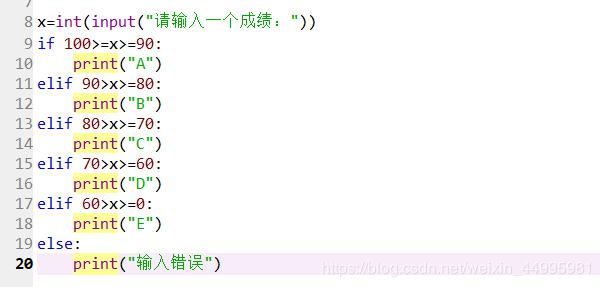 7
8 x=int(input("请输入一个成绩："))
9 if 100>=x>=90:
10     print("A")
11 elif 90>x>=80:
12     print("B")
13 elif 80>x>=70:
14     print("C")
15 elif 70>x>=60:
16     print("D")
17 elif 60>x>=0:
18     print("E")
19 else:
20     print("输入错误")
https://blog.csdn.net/weixin_44995981